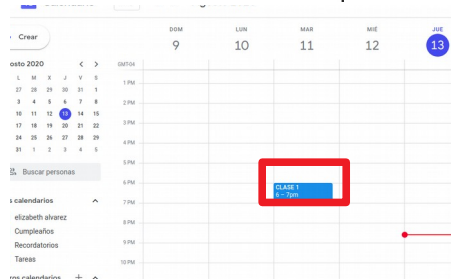 Crear
osto 2020 < >
L M X J V S
27 28 29 30 31 1
3 4 5 6 7 8
10 11 12 13 14 15
17 18 19 20 21 22
24 25 26 27 28 29
31 1 2 3 4 5
Buscar personas
s calendarios
elizabeth alvarez
Cumpleaños
Recordatorios
Tareas
ros calendarios +
DOM LUN MAR MIÉ JUE
9 10 11 12 13
GMT-04
1 PM
2 PM
3 PM
4 PM
5 PM
6 PM
CLASE 1
6 – 7pm
7 PM
8 PM
9 PM
10 PM